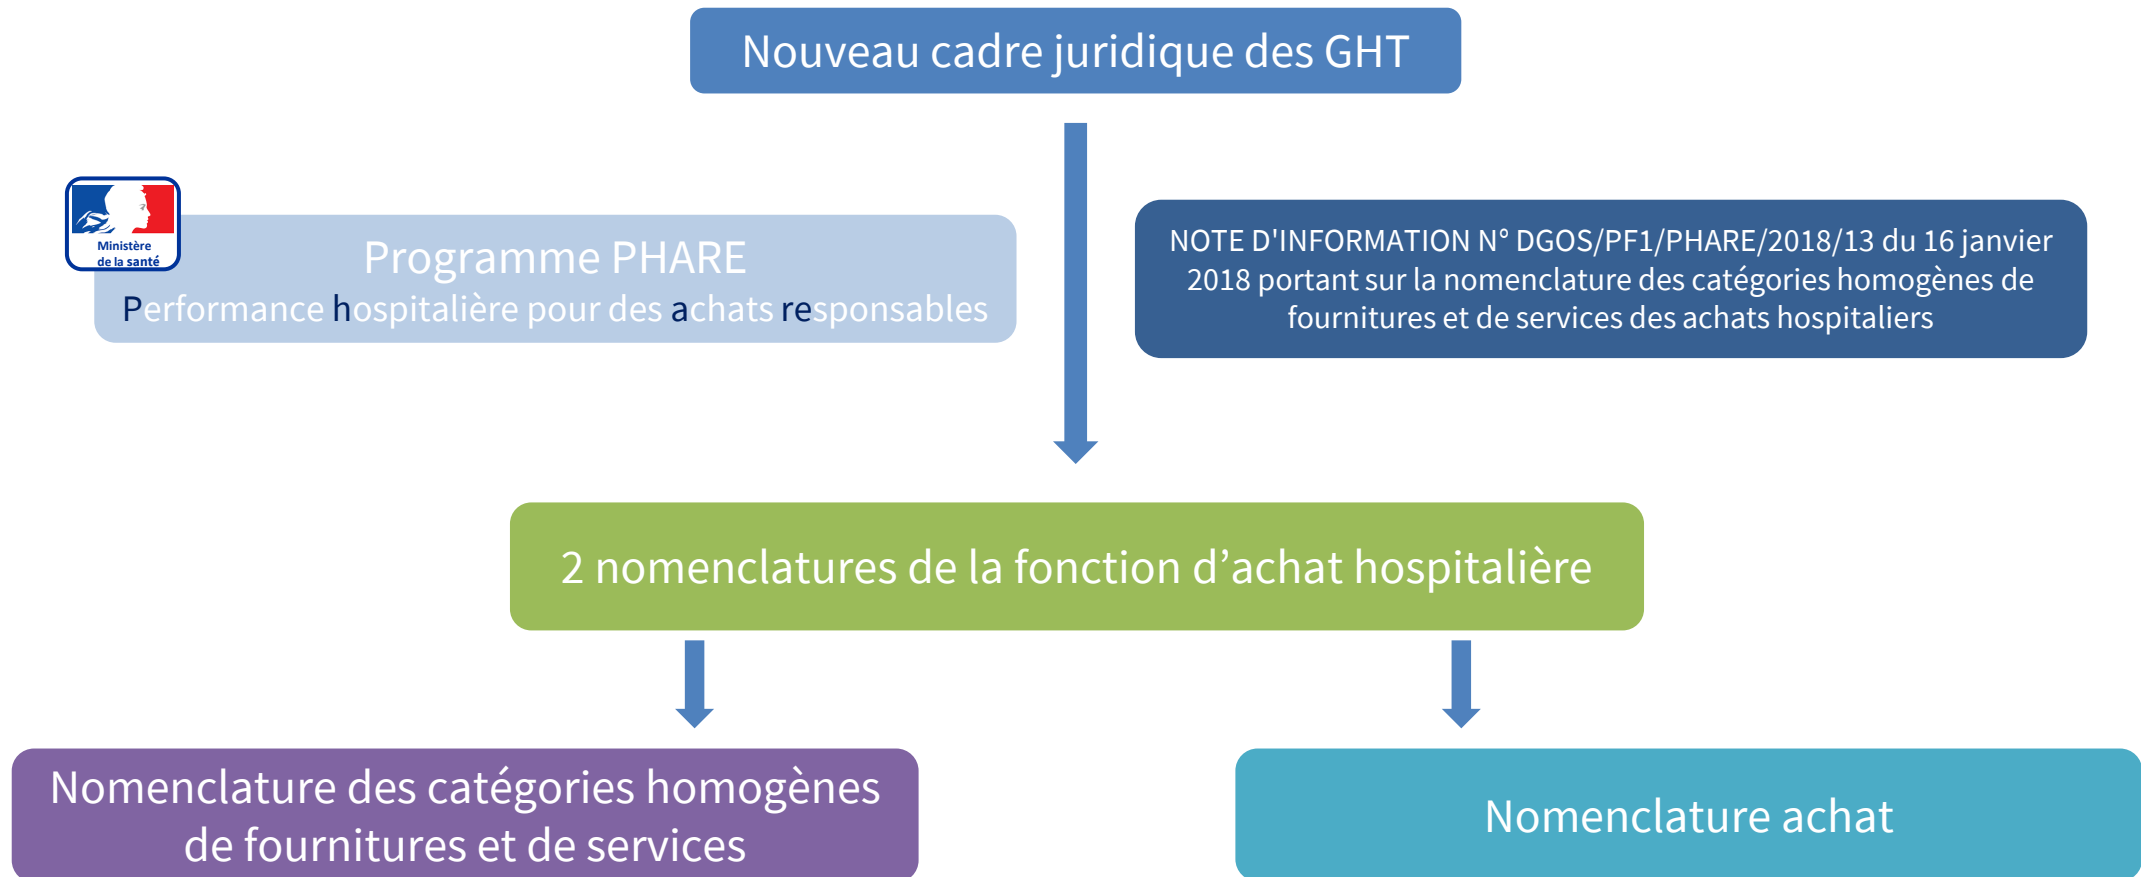 Nouveau cadre juridique des GHT
Ministère
de la santé
Programme PHARE
Performance hospitalière pour des achats responsables
NOTE D'INFORMATION N° DGOS/PF1/PHARE/2018/13 du 16 janvier
2018 portant sur la nomenclature des catégories homogènes de
fournitures et de services des achats hospitaliers
2 nomenclatures de la fonction d’achat hospitalière
Nomenclature des catégories homogènes
de fournitures et de services
Nomenclature achat